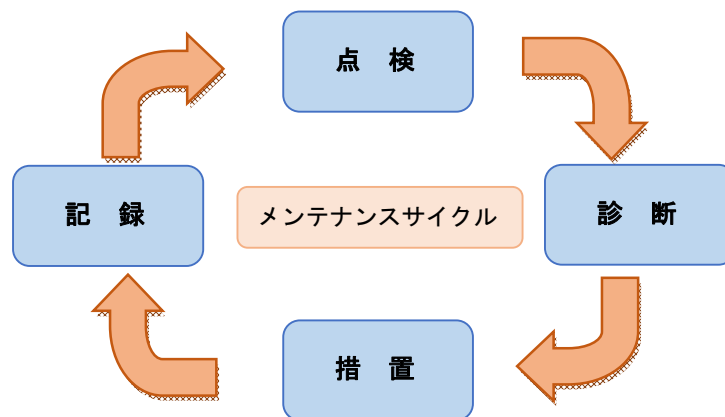 点　検
記　録
メンテナンスサイクル
診　断
措　置